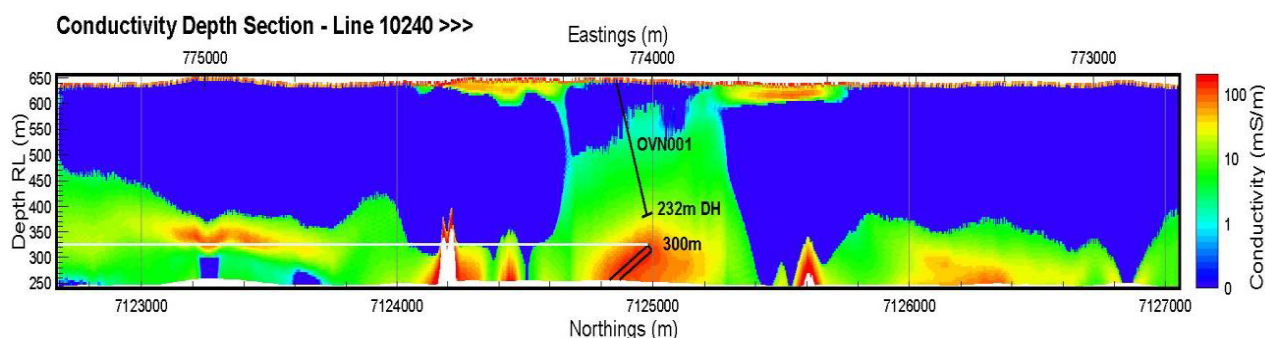 Conductivity Depth Section - Line 10240 >>>
Eastings (m)
775000 774000 773000
Depth RL (m)
650
600
550
500
450
400
350
300
250
OVN001
232m DH
300m
7123000 7124000 7125000 7126000 7127000
Northings (m)
100
10
1
0
Conductivity (mS/m)